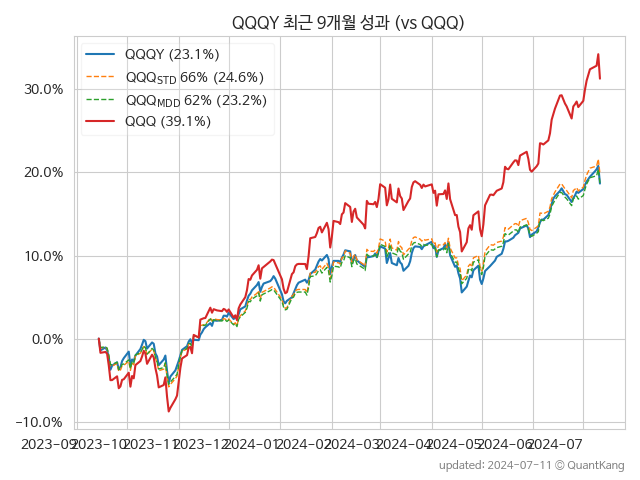 QQQY 최근 9개월 성과 (vs QQQ)
QQQY (23.1%)
QQQSTD 66% (24.6%)
QQQMDD 62% (23.2%)
QQQ (39.1%)
30.0%
20.0%
10.0%
0.0%
−10.0%
2023-09 2023-10 2023-11 2023-12 2024-01 2024-02 2024-03 2024-04 2024-05 2024-06 2024-07
updated: 2024-07-11 © QuantKang